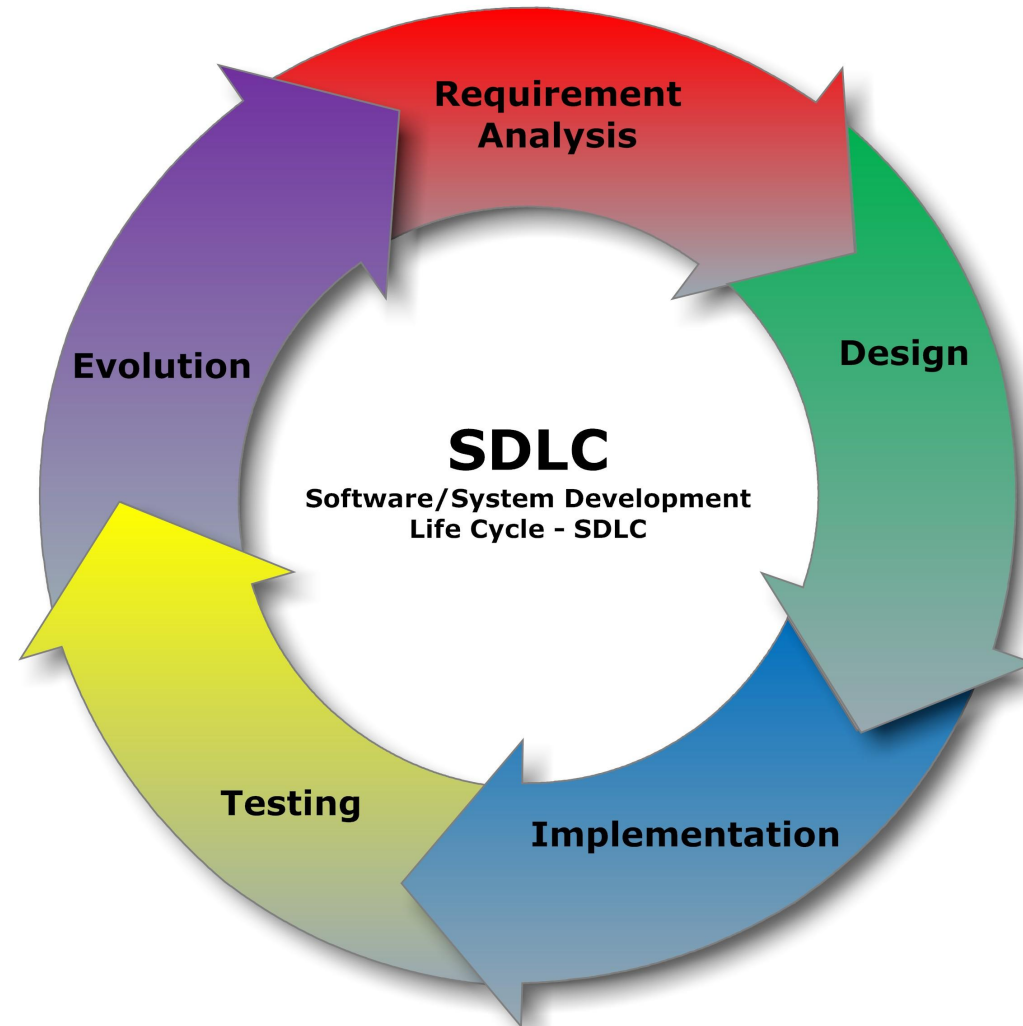 Requirement
Analysis
Design
Evolution
SDLC
Software/System Development
Life Cycle - SDLC
Testing
Implementation